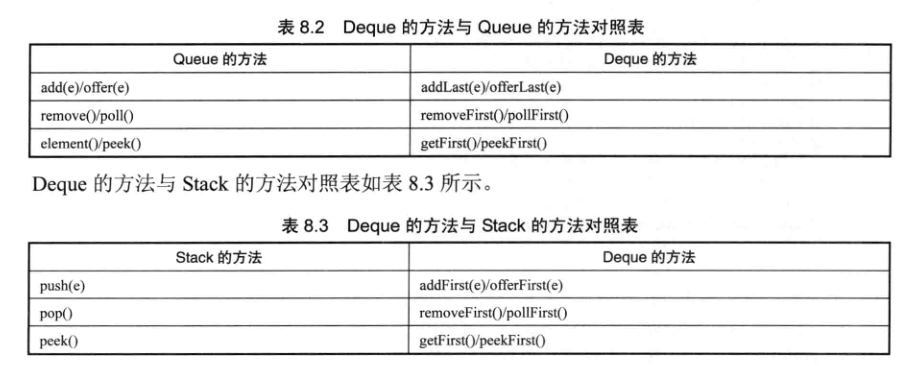 表 8.2 Deque 的方法与 Queue 的方法对照表
Queue 的方法 Deque 的方法
add(e)/offer(e) addLast(e)/offerLast(e)
remove()/poll() removeFirst()/pollFirst()
element()/peek() getFirst()/peekFirst()
Deque 的方法与 Stack 的方法对照表如表 8.3 所示。
表 8.3 Deque 的方法与 Stack 的方法对照表
Stack 的方法 Deque 的方法
push(e) addFirst(e)/offerFirst(e)
pop() removeFirst()/pollFirst()
peek() getFirst()/peekFirst()